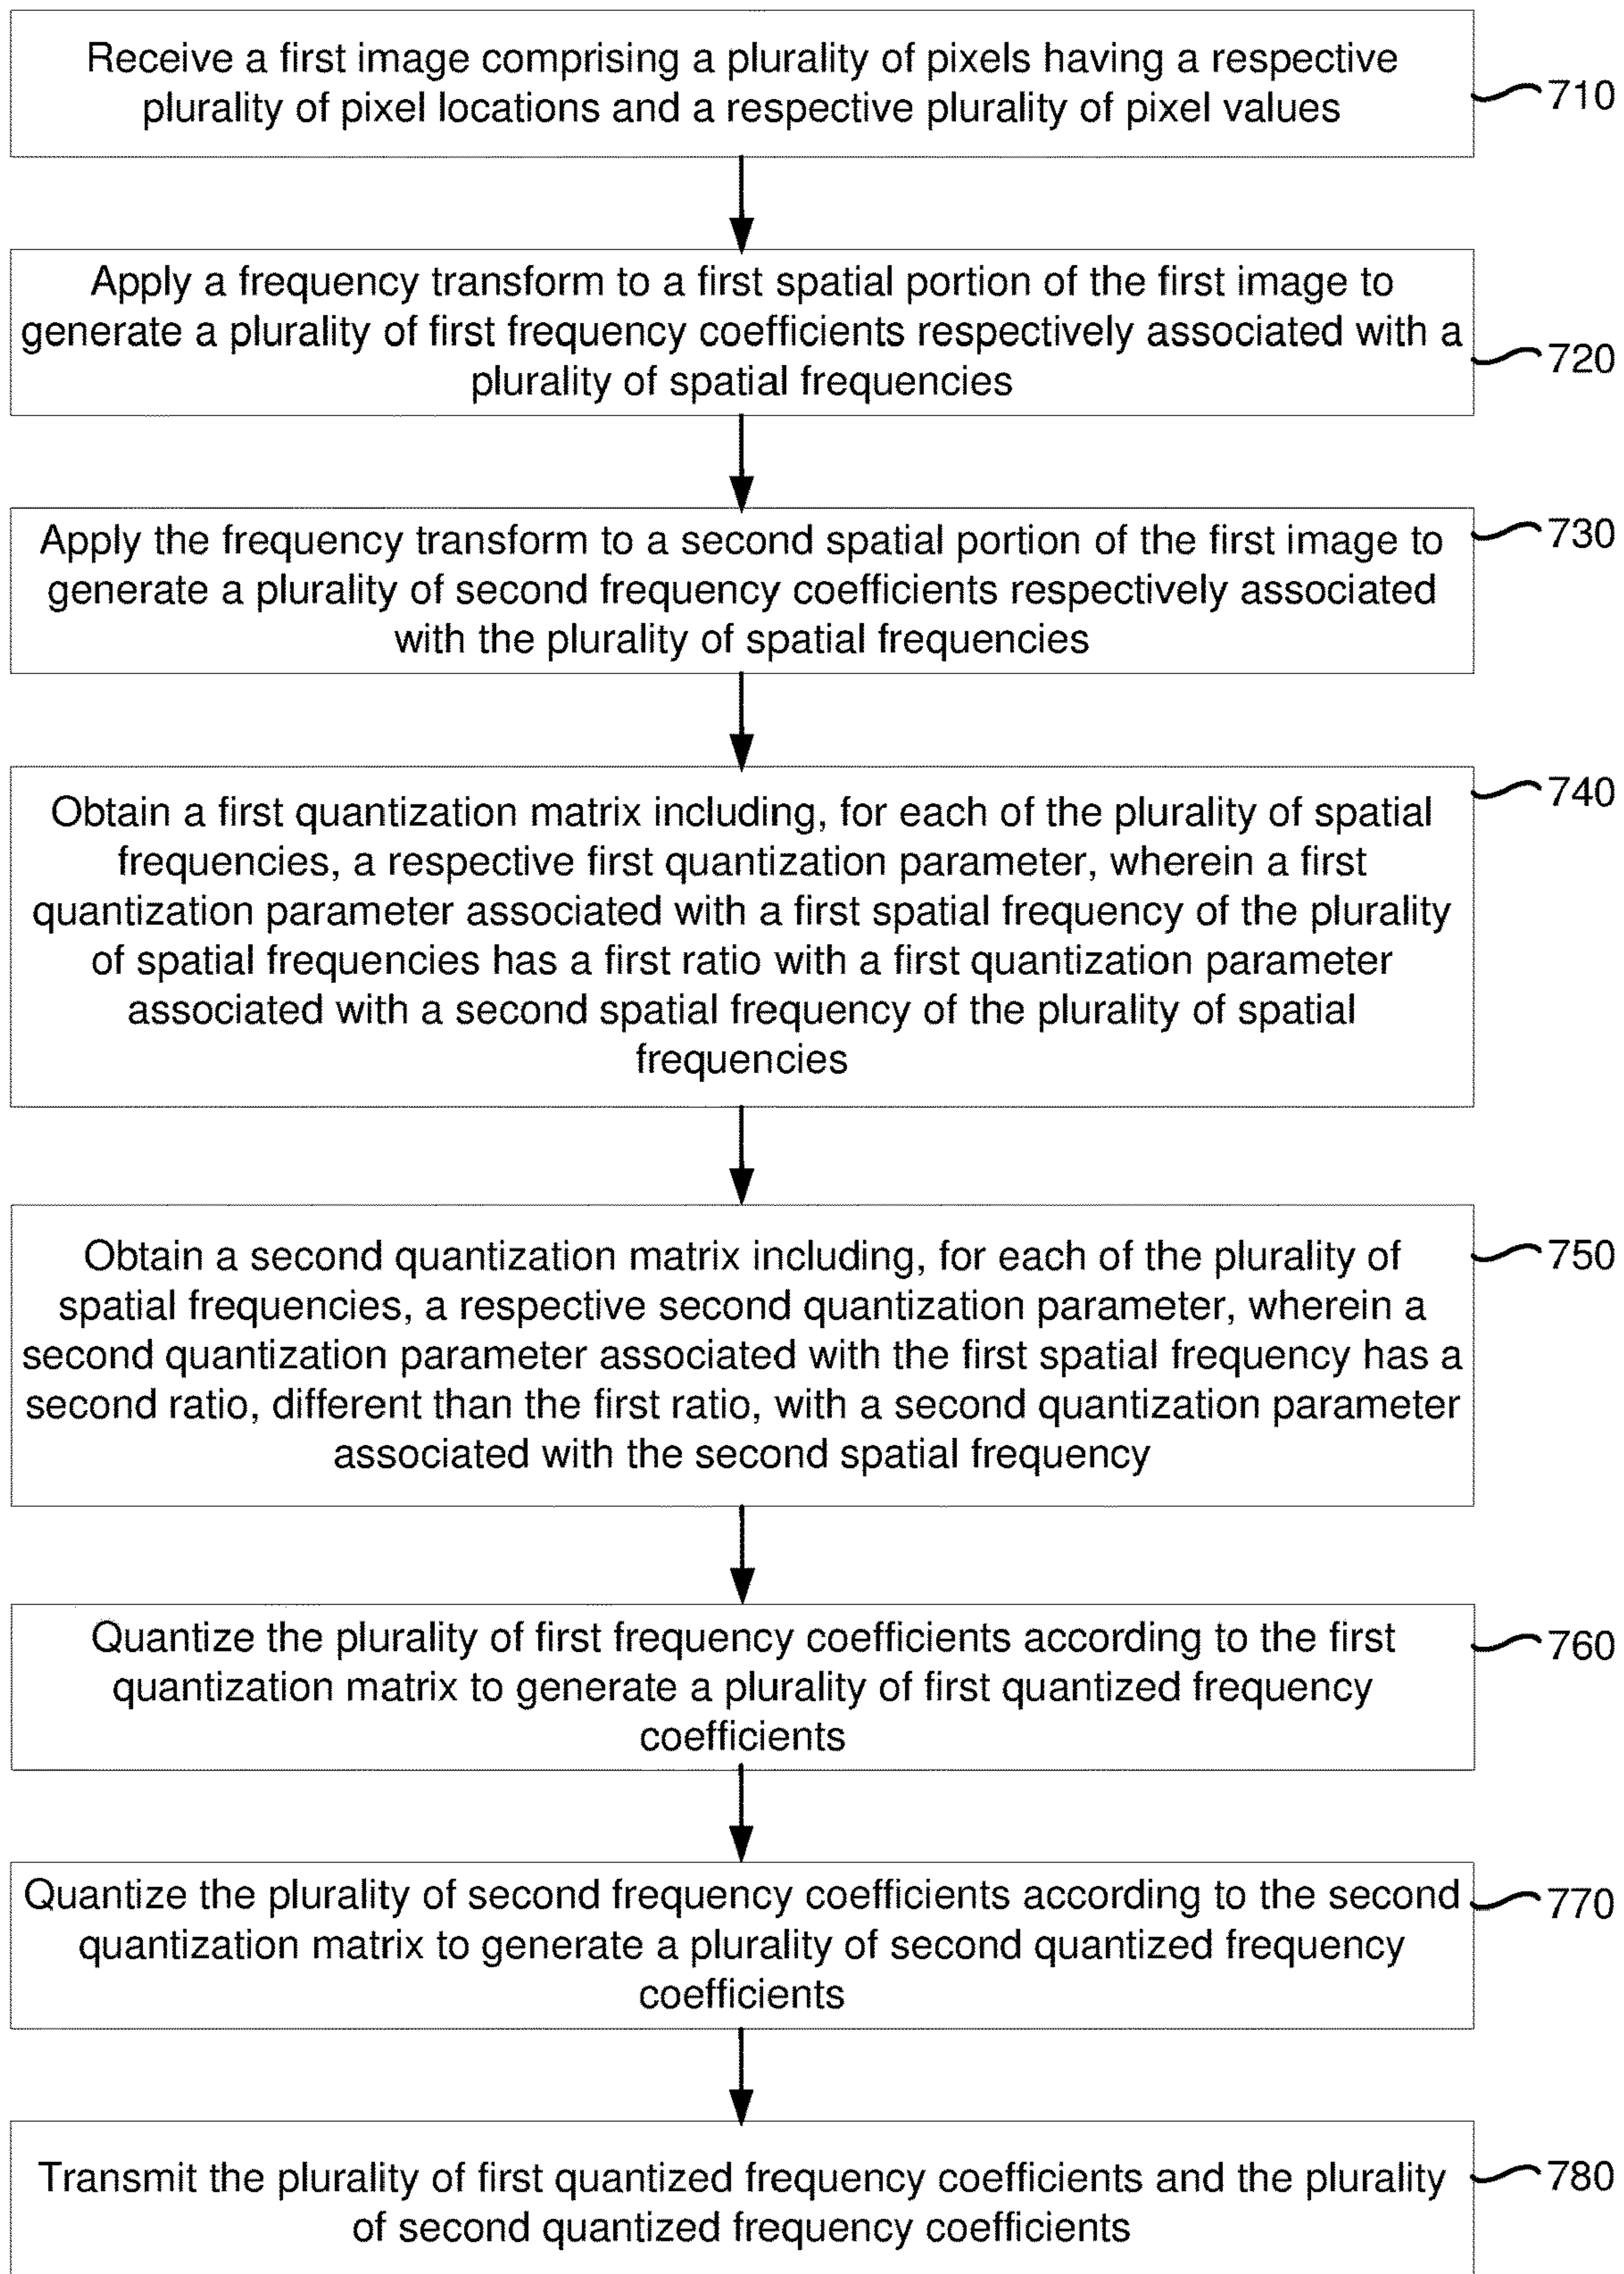 Receive a first image comprising a plurality of pixels having a respective
plurality of pixel locations and a respective plurality of pixel values
710
Apply a frequency transform to a first spatial portion of the first image to
generate a plurality of first frequency coefficients respectively associated with a
plurality of spatial frequencies
720
Apply the frequency transform to a second spatial portion of the first image to
generate a plurality of second frequency coefficients respectively associated
with the plurality of spatial frequencies
730
Obtain a first quantization matrix including, for each of the plurality of spatial
frequencies, a respective first quantization parameter, wherein a first
quantization parameter associated with a first spatial frequency of the plurality
of spatial frequencies has a first ratio with a first quantization parameter
associated with a second spatial frequency of the plurality of spatial
frequencies
740
Obtain a second quantization matrix including, for each of the plurality of
spatial frequencies, a respective second quantization parameter, wherein a
second quantization parameter associated with the first spatial frequency has a
second ratio, different than the first ratio, with a second quantization parameter
associated with the second spatial frequency
750
Quantize the plurality of first frequency coefficients according to the first
quantization matrix to generate a plurality of first quantized frequency
coefficients
760
Quantize the plurality of second frequency coefficients according to the second
quantization matrix to generate a plurality of second quantized frequency
coefficients
770
Transmit the plurality of first quantized frequency coefficients and the plurality
of second quantized frequency coefficients
780